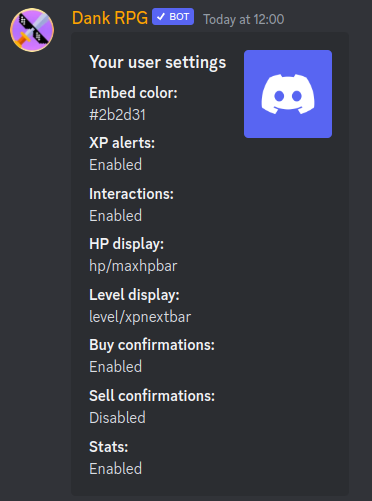 Dank RPG ✓ BOT Today at 12:00
Your user settings
Embed color:
#2b2d31
XP alerts:
Enabled
Interactions:
Enabled
HP display:
hp/maxhpbar
Level display:
level/xpnextbar
Buy confirmations:
Enabled
Sell confirmations:
Disabled
Stats:
Enabled